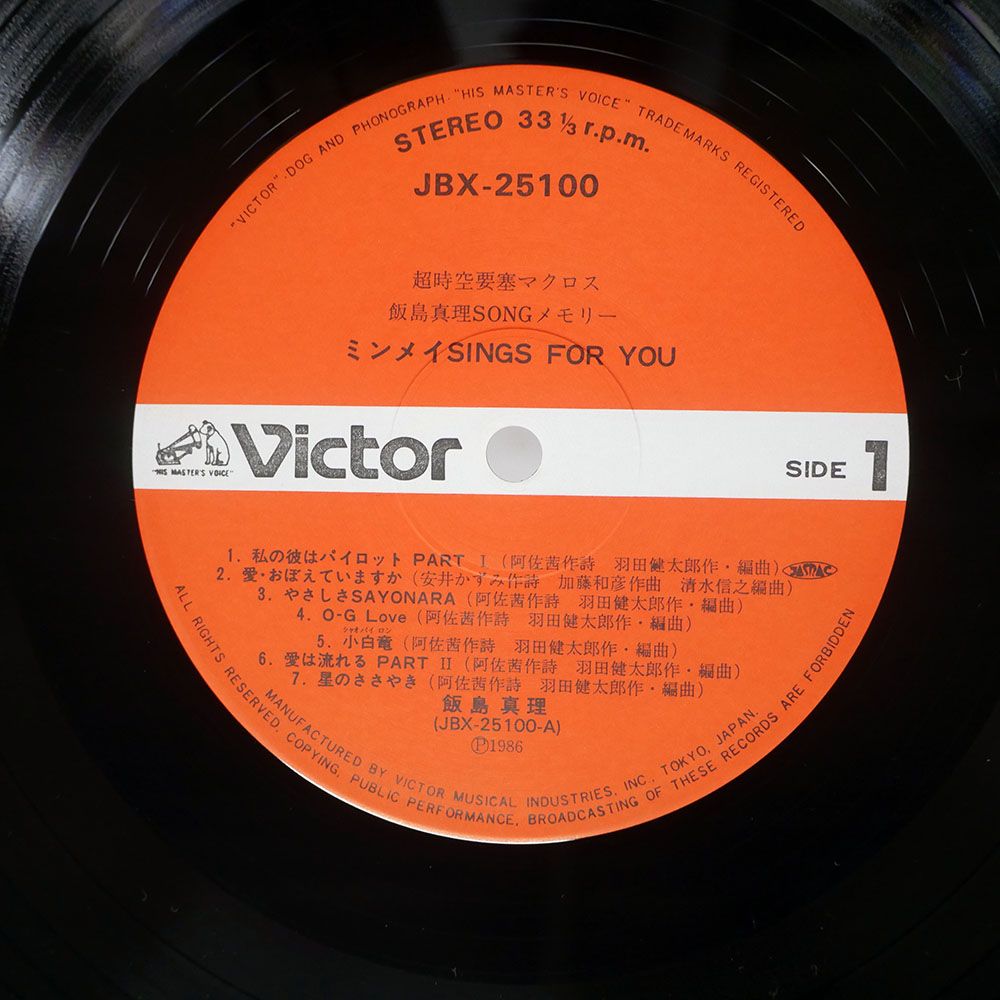 "VICTOR"·DOG AND PHONOGRAPH·"HIS MASTER'S VOICE" TRADEMARKS REGISTERED
STEREO 33 1/3 r.p.m.
JBX-25100
超時空要塞マクロス
飯島真理SONGメモリー
ミンメイSINGS FOR YOU
"HIS MASTER'S VOICE"
Victor
SIDE 1
1. 私の彼はパイロット PART Ⅰ (阿佐茜作詩 羽田健太郎作・編曲) JASRAC
2. 愛・おぼえていますか (安井かずみ作詩 加藤和彦作曲 清水信之編曲)
3. やさしさSAYONARA (阿佐茜作詩 羽田健太郎作・編曲)
4. O-G Love (阿佐茜作詩 羽田健太郎作・編曲)
シャオパイロン
5. 小白竜 (阿佐茜作詩 羽田健太郎作・編曲)
6. 愛は流れる PART Ⅱ (阿佐茜作詩 羽田健太郎作・編曲)
7. 星のささやき (阿佐茜作詩 羽田健太郎作・編曲)
飯島真理
(JBX-25100-A)
Ⓟ1986
MANUFACTURED BY VICTOR MUSICAL INDUSTRIES, INC., TOKYO, JAPAN.
ALL RIGHTS RESERVED. COPYING, PUBLIC PERFORMANCE, BROADCASTING OF THESE RECORDS ARE FORBIDDEN